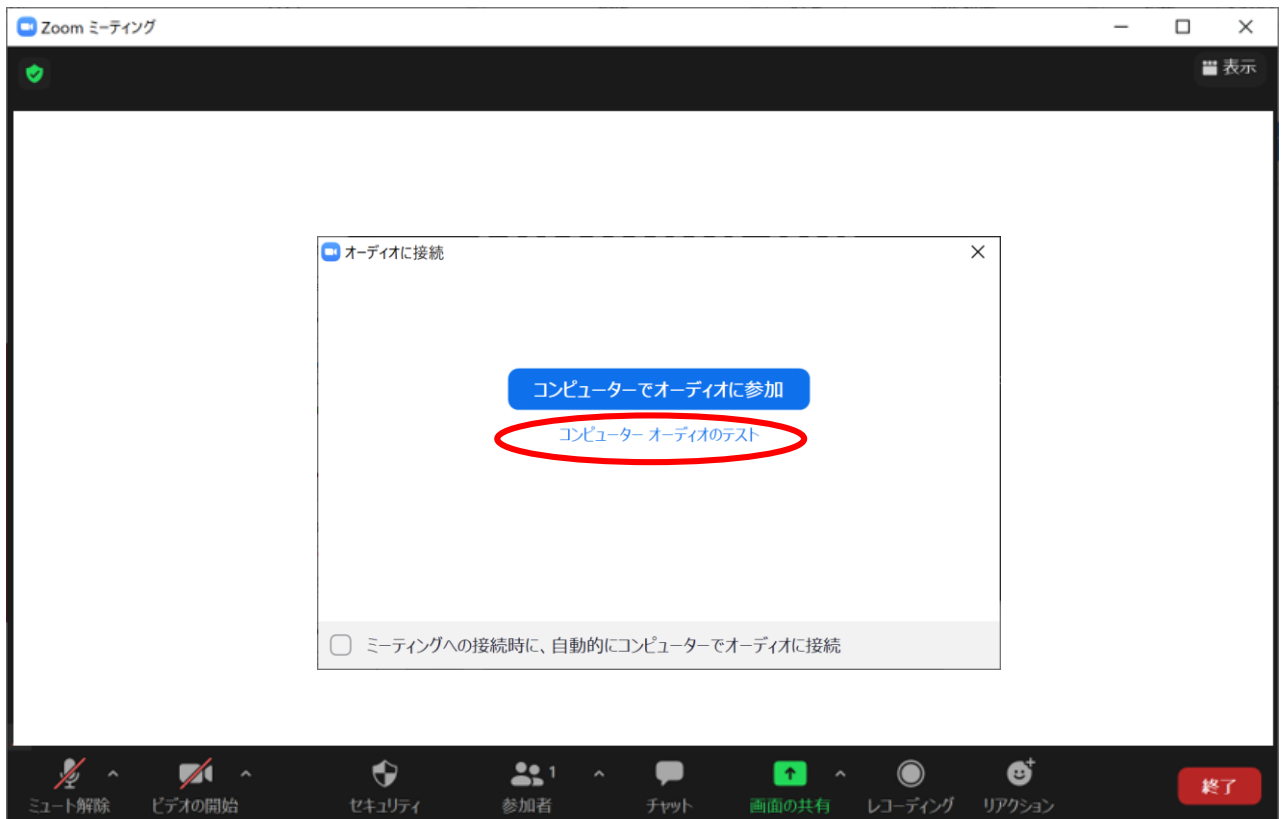 Zoom ミーティング
表示
オーディオに接続
コンピューターでオーディオに参加
コンピューター オーディオのテスト
ミーティングへの接続時に、自動的にコンピューターでオーディオに接続
1
ミュート解除 ビデオの開始 セキュリティ 参加者 チャット 画面の共有 レコーディング リアクション 終了